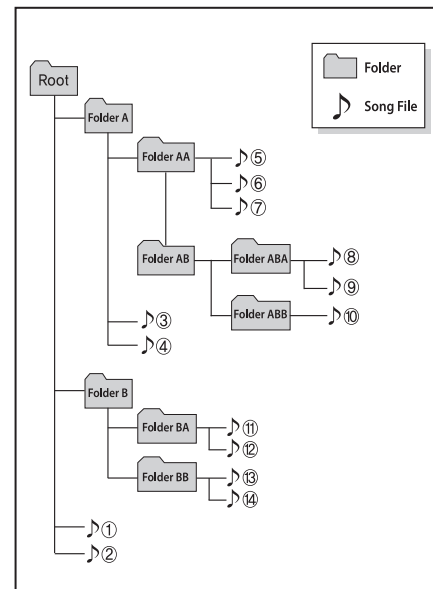 Root
Folder
Song File
Folder A
Folder AA
⑤
⑥
⑦
Folder AB
Folder ABA
⑧
⑨
Folder ABB
⑩
③
④
Folder B
Folder BA
⑪
⑫
Folder BB
⑬
⑭
①
②